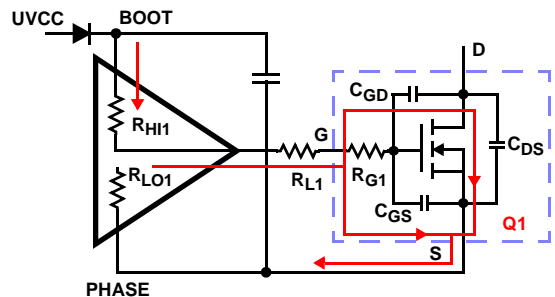 UVCC
BOOT
D
CGD
RHI1
G
CDS
RLO1
RL1
RG1
CGS
Q1
S
PHASE